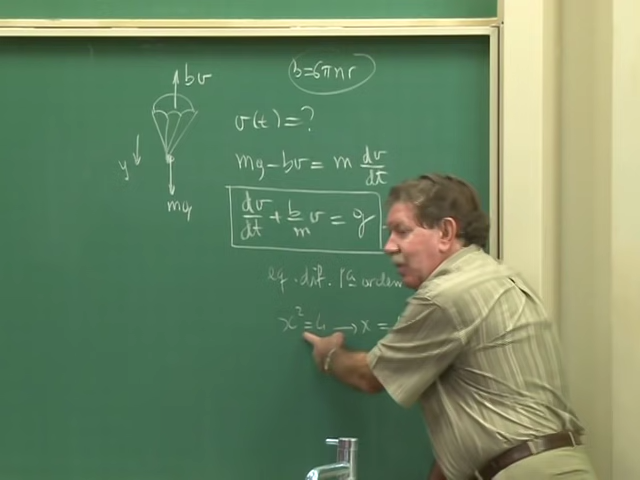 bv
b=6πηr
v(t)=?
y
mg-bv=m dv/dt
mg
dv/dt + b/m v = g
eq. dif. 1ª ordem
x²=4 → x =